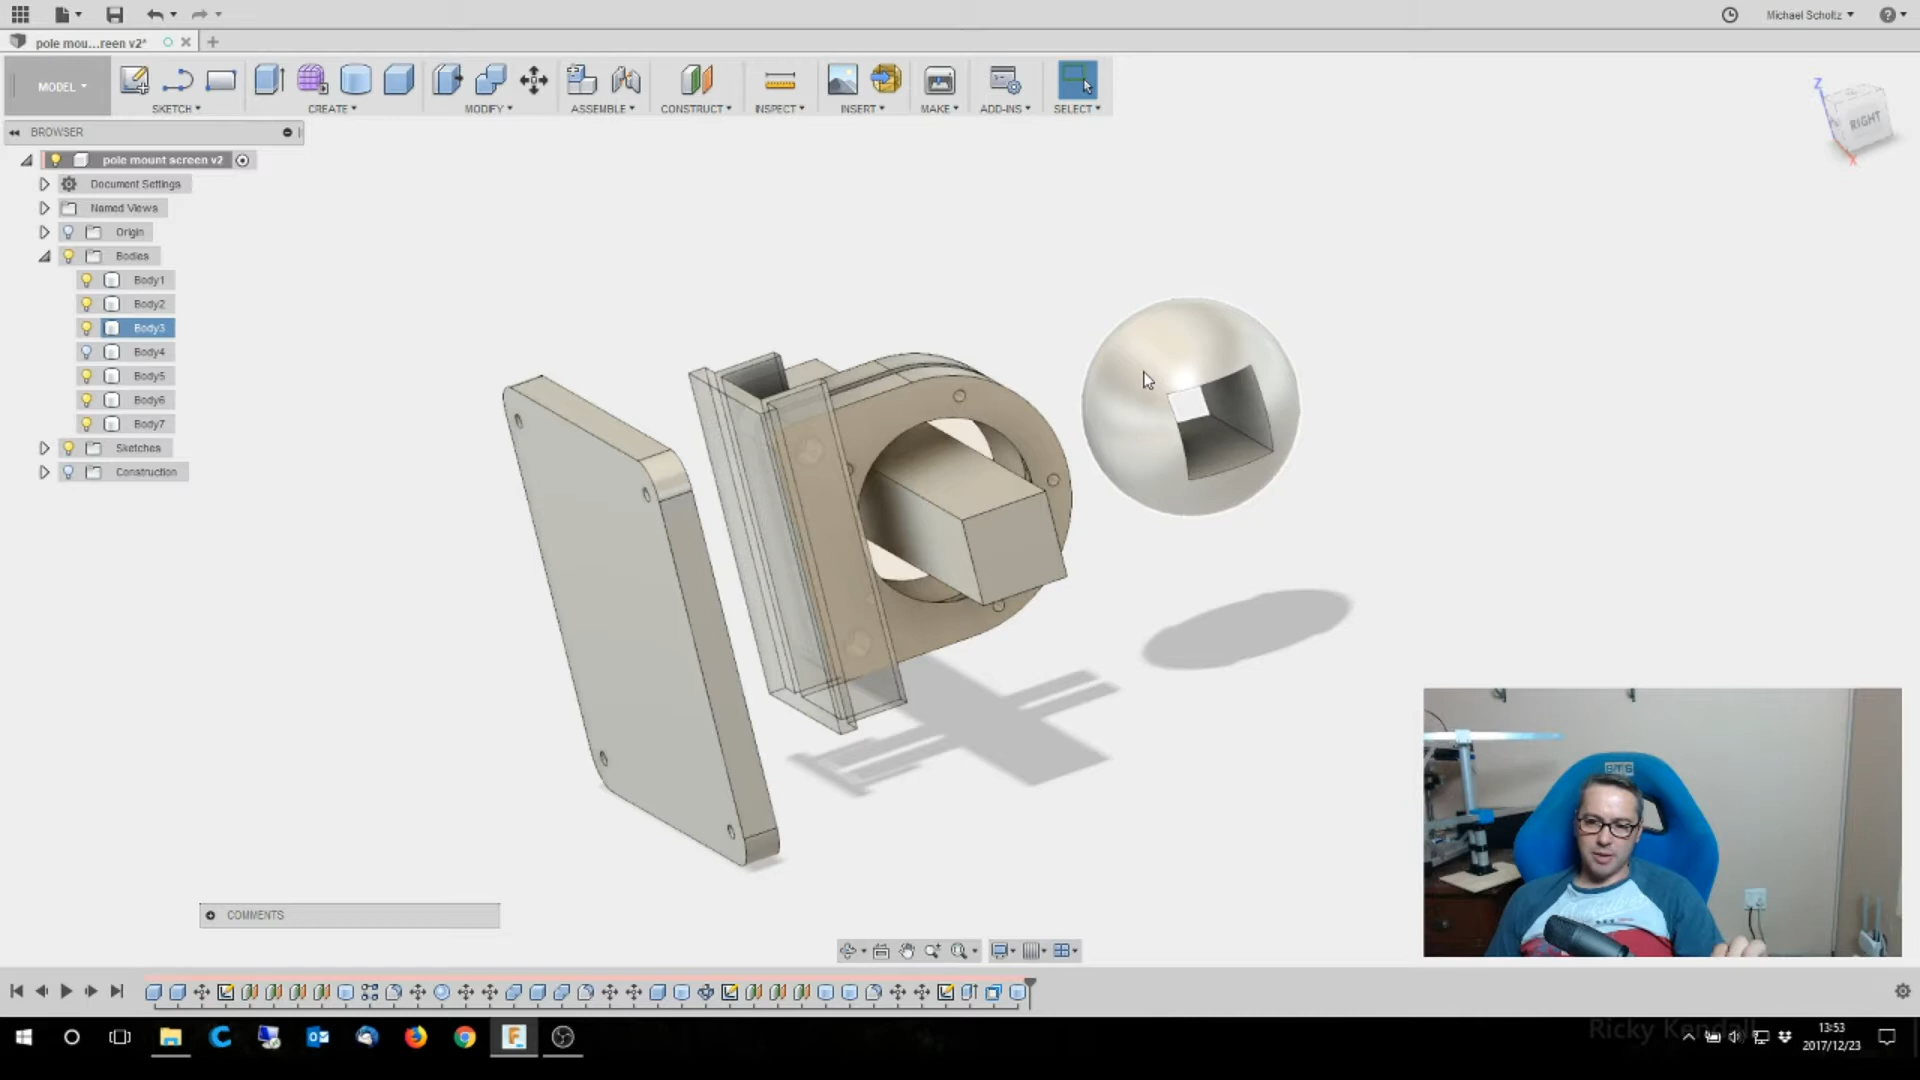 Michael Scholtz
pole mou...reen v2*
MODEL
SKETCH
CREATE
MODIFY
ASSEMBLE
CONSTRUCT
INSPECT
INSERT
MAKE
ADD-INS
SELECT
Z
RIGHT
X
BROWSER
pole mount screen v2
Document Settings
Named Views
Origin
Bodies
Body1
Body2
Body3
Body4
Body5
Body6
Body7
Sketches
Construction
COMMENTS
13:53
2017/12/23